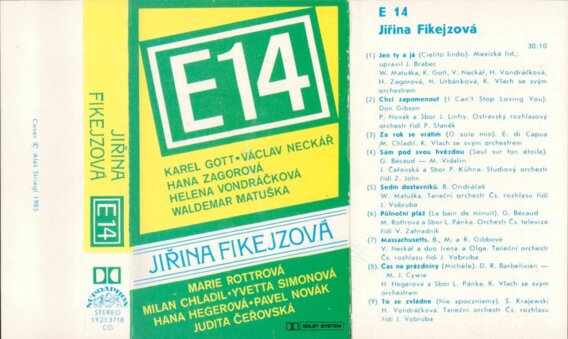 Cover © Aleš Striegl 1985
JIŘINA
FIKEJZOVÁ
E14
SUPRAPHON
STEREO
1923 3718
CG
E14
KAREL GOTT • VÁCLAV NECKÁŘ
HANA ZAGOROVÁ
HELENA VONDRÁČKOVÁ
WALDEMAR MATUŠKA
JIŘINA FIKEJZOVÁ
MARIE ROTTROVÁ
MILAN CHLADIL • YVETTA SIMONOVÁ
HANA HEGEROVÁ • PAVEL NOVÁK
JUDITA ČEŘOVSKÁ
DOLBY SYSTEM
E 14
Jiřina Fikejzová
30:10
(1) Jen ty a já (Cielito lindo). Mexická lid.;
upravil J. Brabec
W. Matuška, K. Gott, V. Neckář, H. Vondráčková,
H. Zagorová, N. Urbánková, K. Vlach se svým
orchestrem
(2) Chci zapomenout (I Can't Stop Loving You).
Don Gibson
P. Novák a Sbor J. Linhy. Ostravský rozhlasový
orchestr řídí P. Staněk
(3) Za rok se vrátím (O sole mio). E. di Capua
M. Chladil. K. Vlach se svým orchestrem
(4) Sám pod svou hvězdou (Seul sur ton étoile).
G. Bécaud — M. Vidalin
J. Čeřovská a Sbor P. Kühna. Studiový orchestr
řídí Z. John
(5) Sedm dostavníků. B. Ondráček
W. Matuška. Taneční orchestr Čs. rozhlasu řídí
J. Vobruba
(6) Půlnoční pláž (Le bain de minuit). G. Bécaud
M. Rottrová a Sbor L. Pánka. Orchestr Čs. televize
řídí V. Zahradník
(7) Massachusetts. B., M. a R. Gibbové
V. Neckář a duo Irena a Olga. Taneční orchestr
Čs. rozhlasu řídí J. Vobruba
(8) Čas na prázdniny (Michèle). D. R. Barbelivien —
M. J. Cywie
H. Hegerová a Sbor L. Pánka. K. Vlach se svým
orchestrem
(9) To se zvládne (hie spoczniemy). S. Krajewski
H. Vondráčková. Taneční orchestr Čs. rozhlasu
řídí J. Vobruba